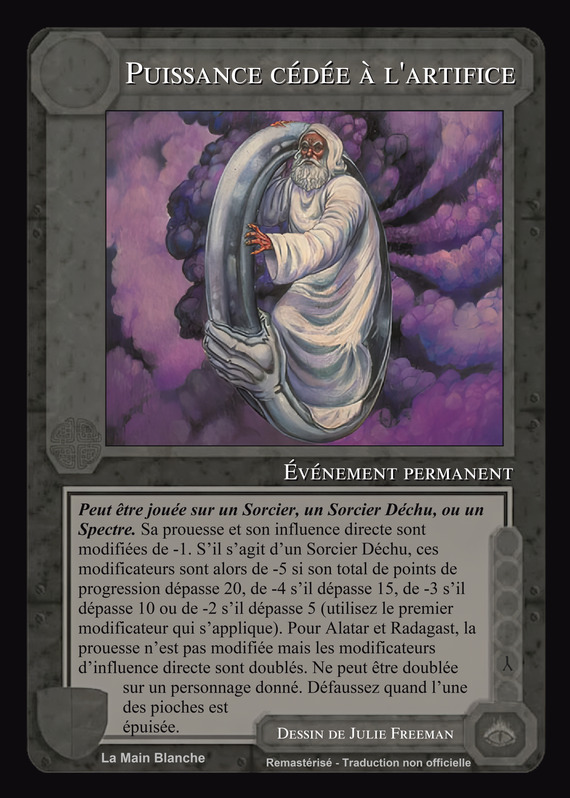 Puissance cédée à l'artifice
Événement permanent
Peut être jouée sur un Sorcier, un Sorcier Déchu, ou un
Spectre. Sa prouesse et son influence directe sont
modifiées de -1. S’il s’agit d’un Sorcier Déchu, ces
modificateurs sont alors de -5 si son total de points de
progression dépasse 20, de -4 s’il dépasse 15, de -3 s’il
dépasse 10 ou de -2 s’il dépasse 5 (utilisez le premier
modificateur qui s’applique). Pour Alatar et Radagast, la
prouesse n’est pas modifiée mais les modificateurs
d’influence directe sont doublés. Ne peut être doublée
sur un personnage donné. Défaussez quand l’une
des pioches est
épuisée.
Dessin de Julie Freeman
La Main Blanche
Remastérisé - Traduction non officielle